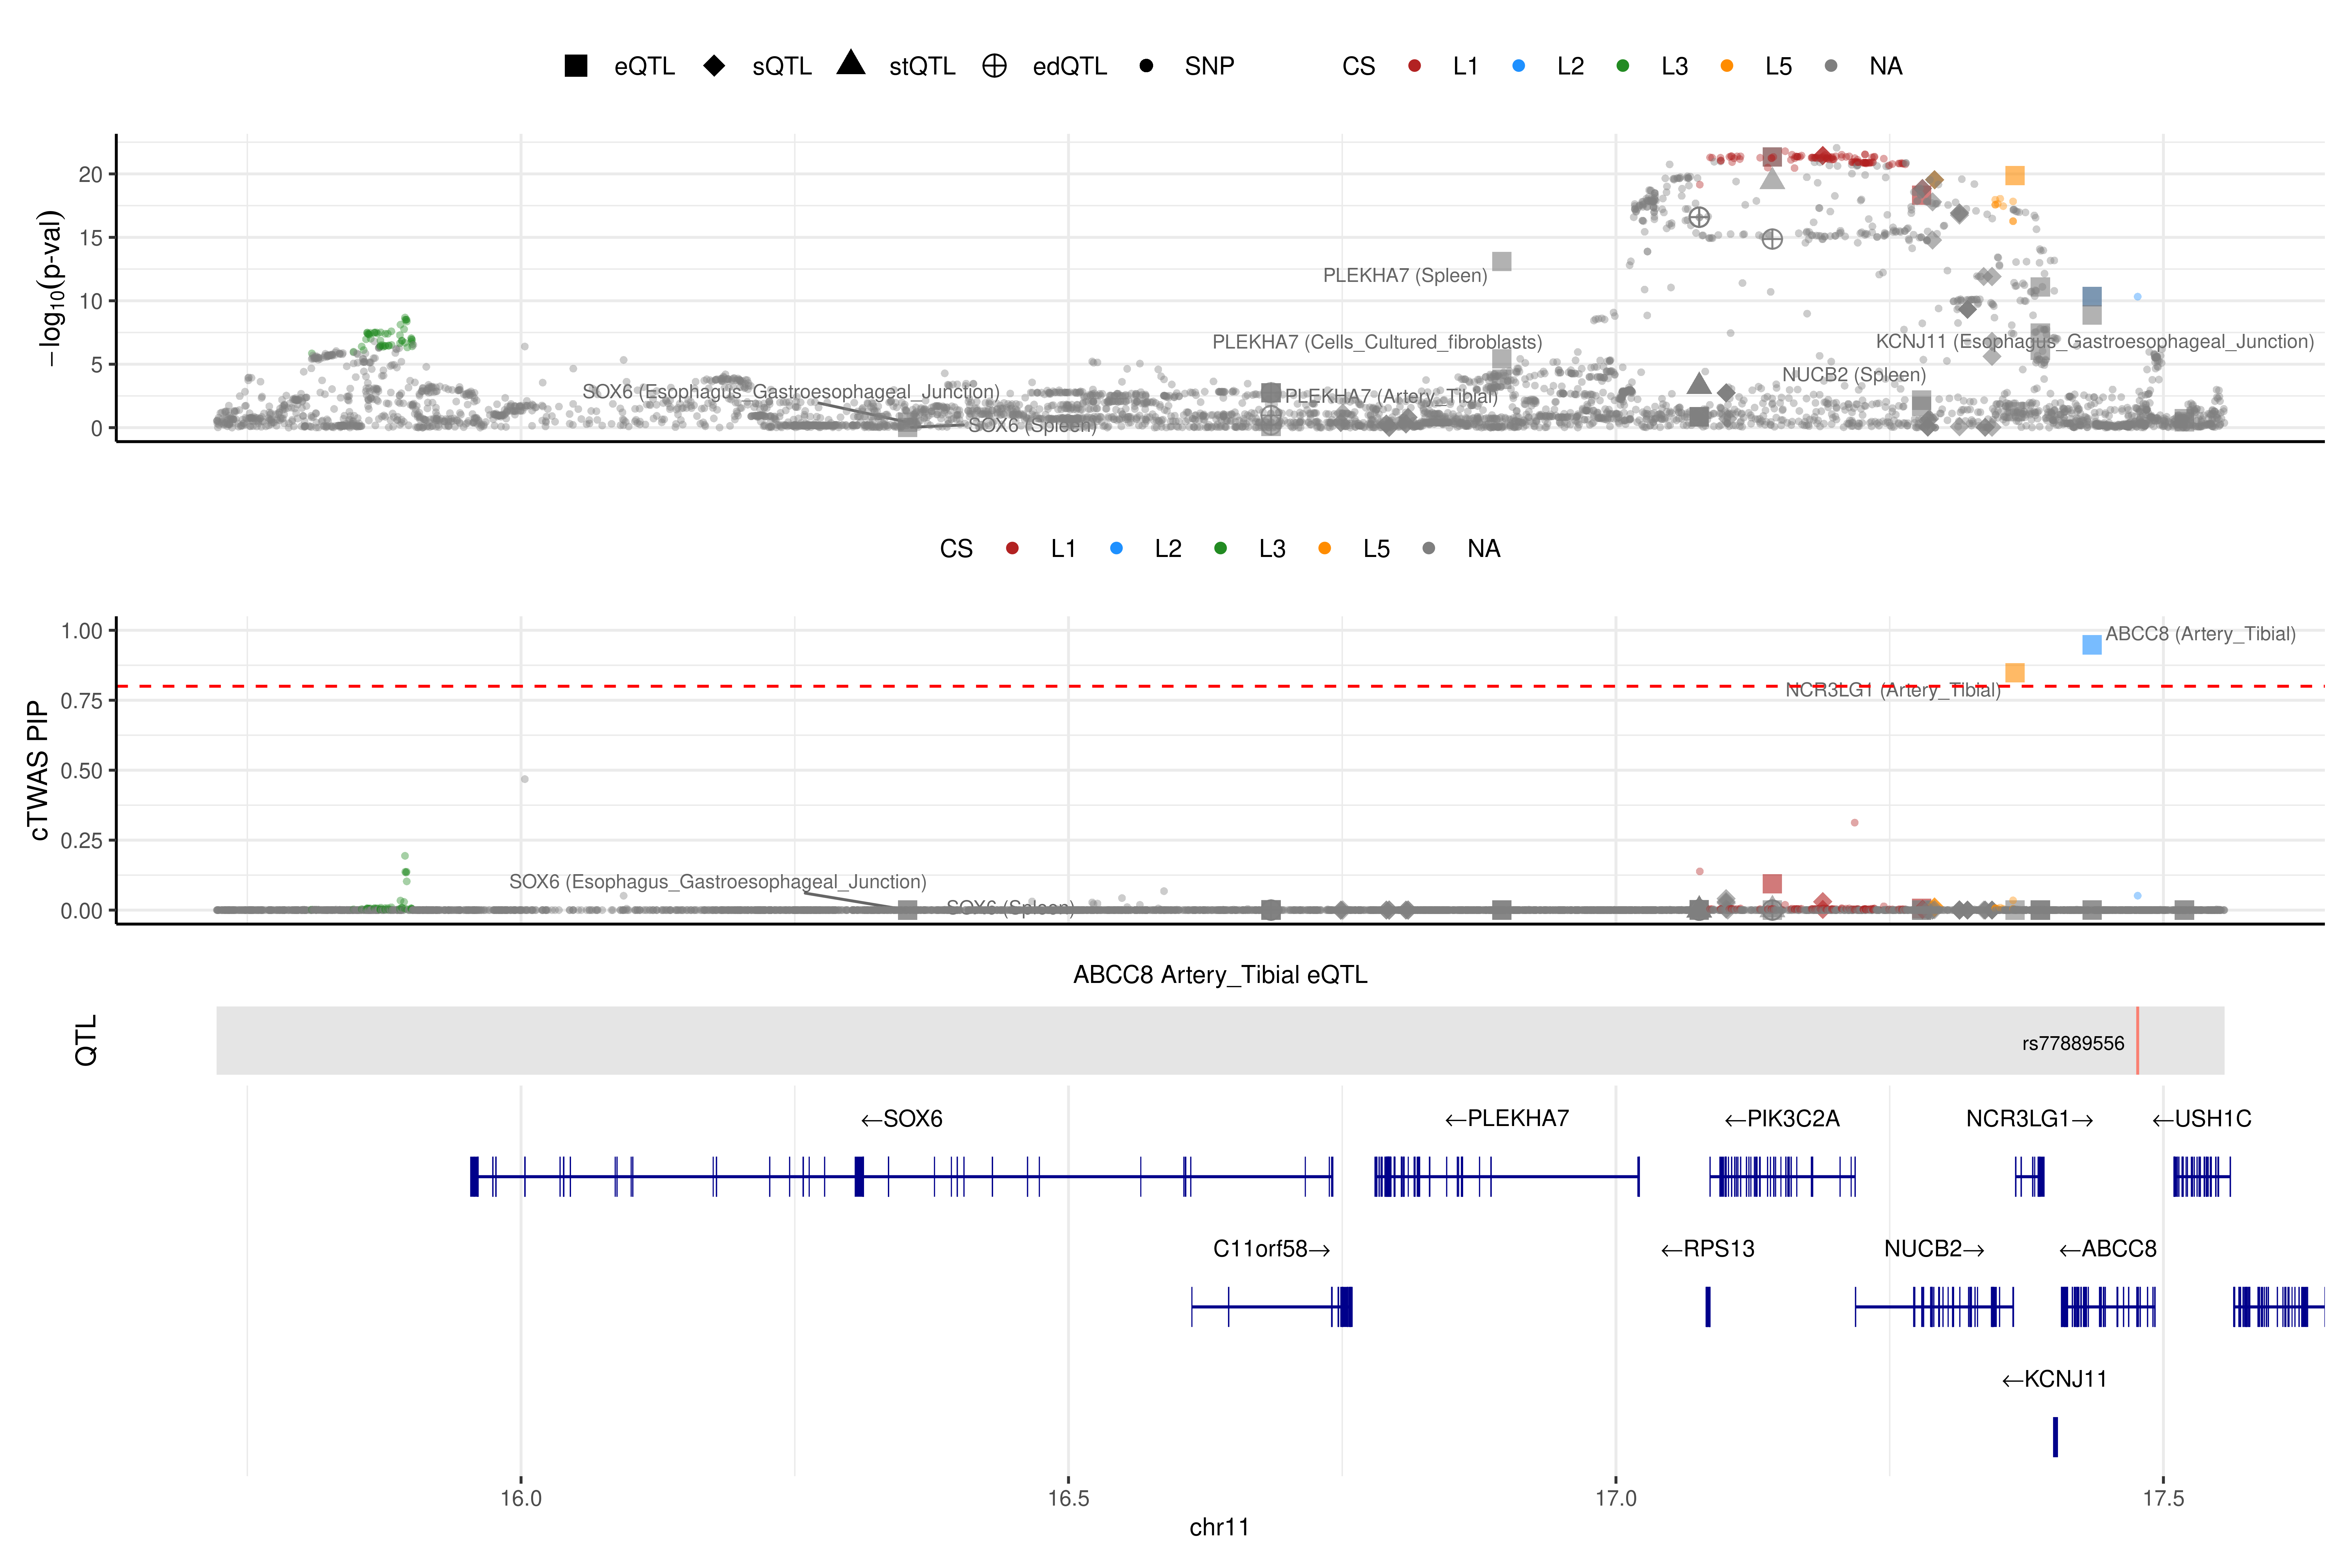 eQTL sQTL stQTL edQTL SNP CS L1 L2 L3 L5 NA
−log10(p-val)
20
15
10
5
0
PLEKHA7 (Spleen)
PLEKHA7 (Cells_Cultured_fibroblasts)
KCNJ11 (Esophagus_Gastroesophageal_Junction)
NUCB2 (Spleen)
SOX6 (Esophagus_Gastroesophageal_Junction)
PLEKHA7 (Artery_Tibial)
SOX6 (Spleen)
CS L1 L2 L3 L5 NA
cTWAS PIP
1.00
0.75
0.50
0.25
0.00
ABCC8 (Artery_Tibial)
NCR3LG1 (Artery_Tibial)
SOX6 (Esophagus_Gastroesophageal_Junction)
SOX6 (Spleen)
ABCC8 Artery_Tibial eQTL
QTL
rs77889556
←SOX6 ←PLEKHA7 ←PIK3C2A NCR3LG1→ ←USH1C
C11orf58→ ←RPS13 NUCB2→ ←ABCC8
←KCNJ11
16.0 16.5 17.0 17.5
chr11